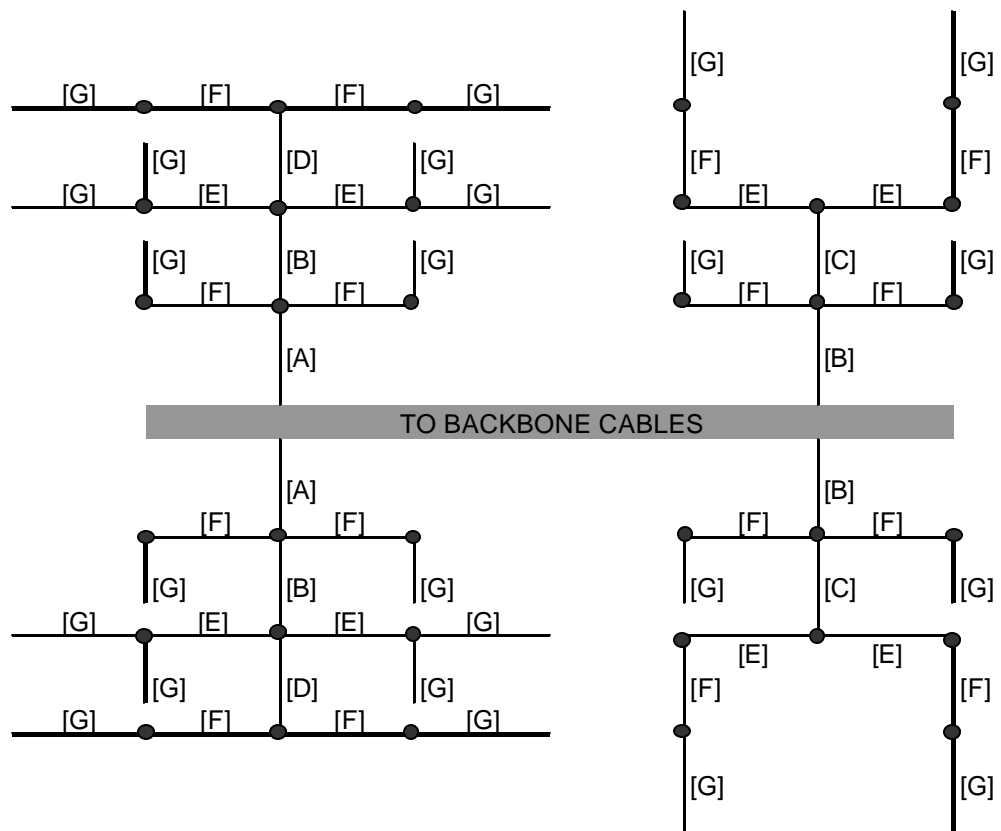 [G] [G]
[G] [F] [F] [G]
[G] [D] [G] [F] [F]
[G] [E] [E] [G] [E] [E]
[G] [B] [G] [G] [C] [G]
[F] [F] [F] [F]
[A] [B]
TO BACKBONE CABLES
[A] [B]
[F] [F] [F] [F]
[G] [B] [G] [G] [C] [G]
[G] [E] [E] [G]
[E] [E]
[G] [D] [G] [F] [F]
[G] [F] [F] [G]
[G] [G]